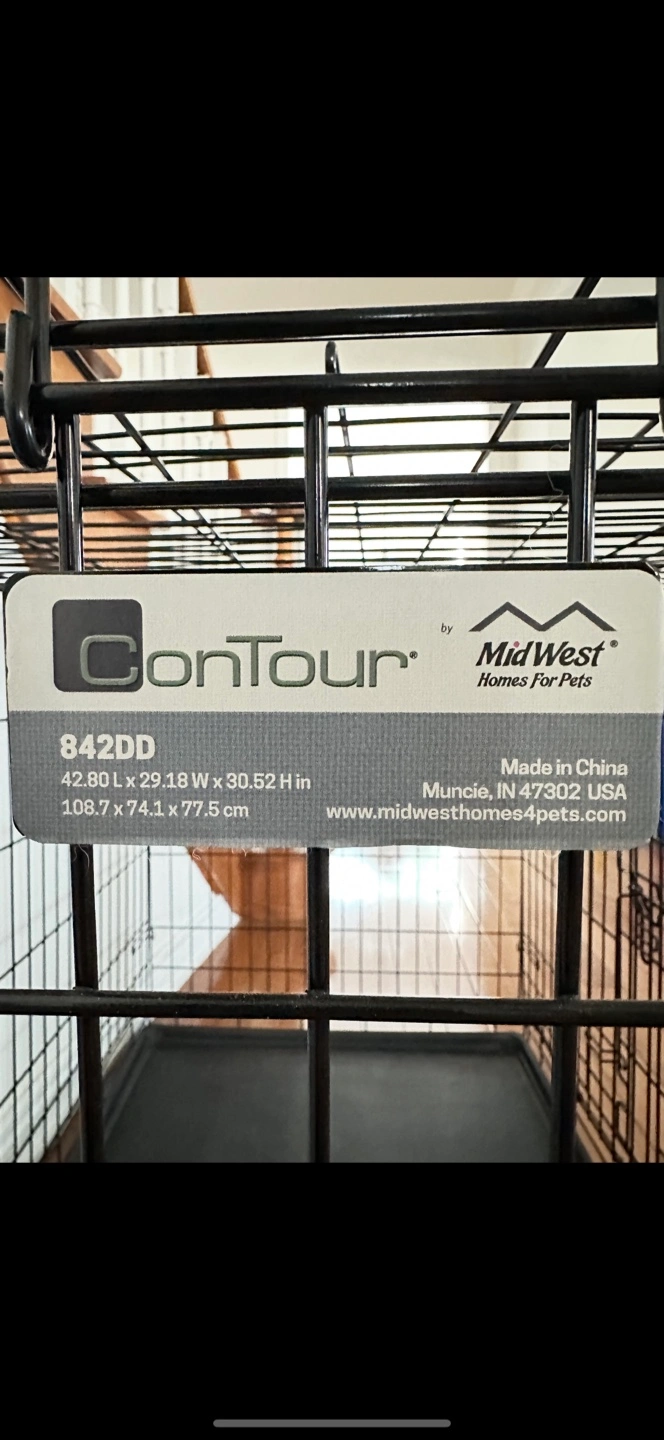 ConTour®
by
MidWest®
Homes For Pets
842DD
42.80 L x 29.18 W x 30.52 H in
108.7 x 74.1 x 77.5 cm
Made in China
Muncie, IN 47302 USA
www.midwesthomes4pets.com